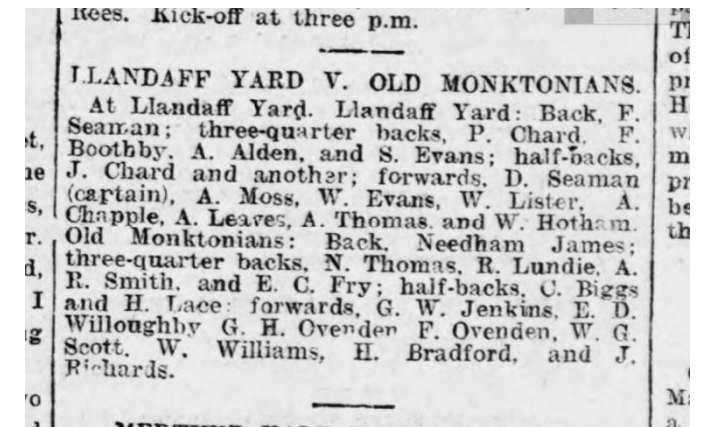 Rees. Kick-off at three p.m.
LLANDAFF YARD V. OLD MONKTONIANS.
At Llandaff Yard. Llandaff Yard: Back, F.
Seaman; three-quarter backs, P. Chard, F.
Boothby, A. Alden, and S. Evans; half-backs,
J. Chard and another; forwards, D. Seaman
(captain), A. Moss, W. Evans, W. Lister, A.
Chapple, A. Leaves, A. Thomas, and W. Hotham.
Old Monktonians: Back, Needham James;
three-quarter backs, N. Thomas, R. Lundie, A.
R. Smith, and E. C. Fry; half-backs, C. Biggs
and H. Lace; forwards, G. W. Jenkins, E. D.
Willoughby G. H. Ovenden F. Ovenden, W. G.
Scott, W. Williams, H. Bradford, and J.
Richards.